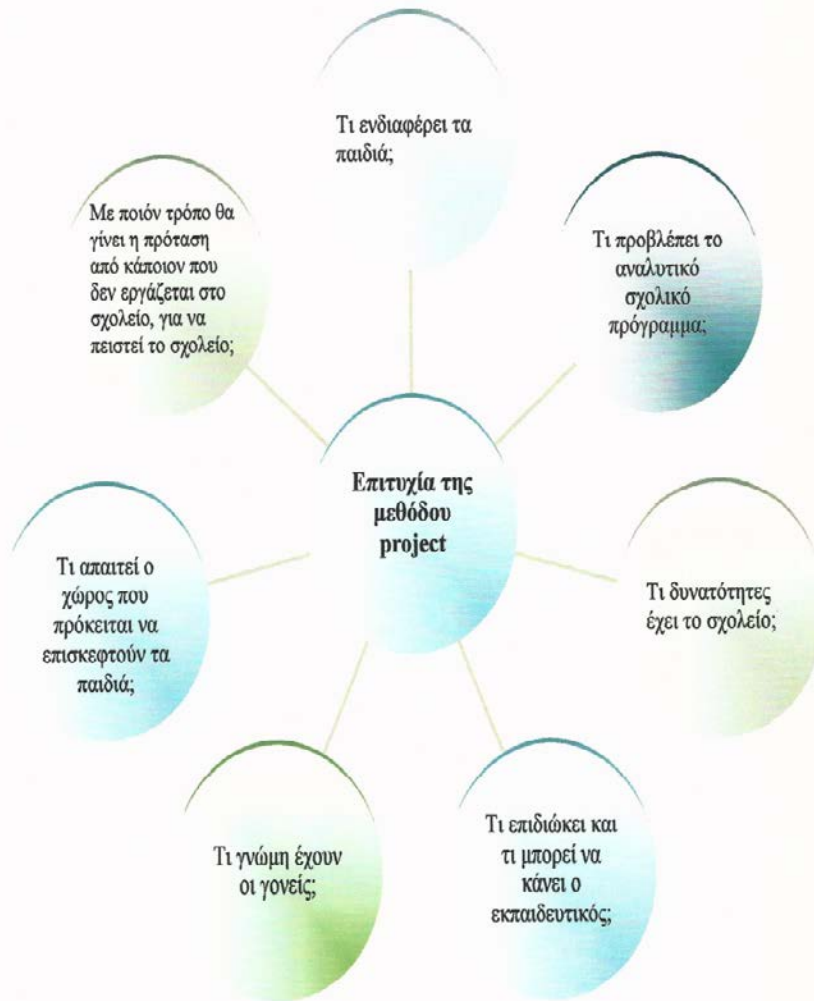 Τι ενδιαφέρει τα
παιδιά;
Με ποιόν τρόπο θα
γίνει η πρόταση
από κάποιον που
δεν εργάζεται στο
σχολείο, για να
πειστεί το σχολείο;
Τι προβλέπει το
αναλυτικό
σχολικό
πρόγραμμα;
Επιτυχία της
μεθόδου
project
Τι απαιτεί ο
χώρος που
πρόκειται να
επισκεφτούν τα
παιδιά;
Τι δυνατότητες
έχει το σχολείο;
Τι γνώμη έχουν
οι γονείς;
Τι επιδιώκει και
τι μπορεί να
κάνει ο
εκπαιδευτικός;